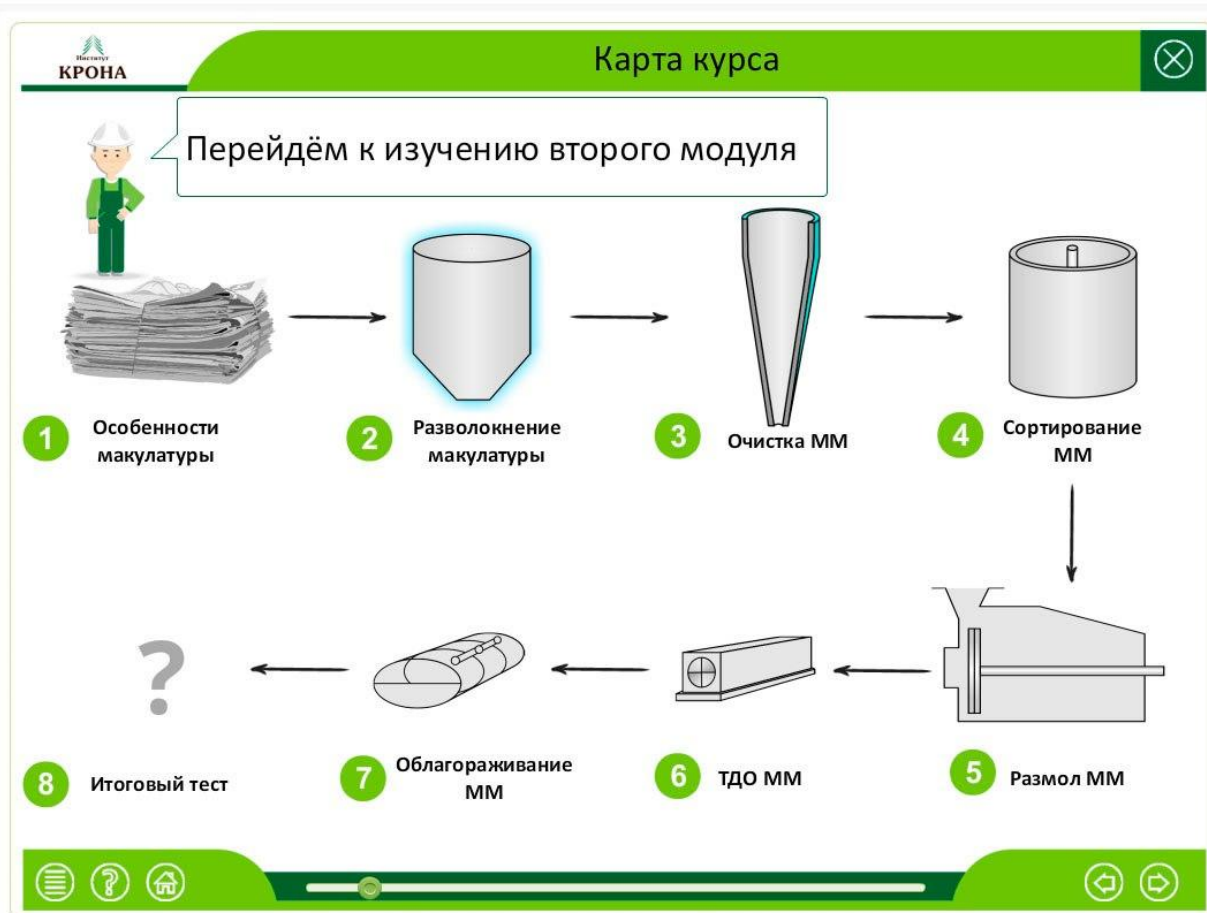 Институт
КРОНА
Карта курса
Перейдём к изучению второго модуля
1
Особенности
макулатуры
2
Разволокнение
макулатуры
3
Очистка ММ
4
Сортирование
ММ
8
Итоговый тест
?
7
Облагораживание
ММ
6
ТДО ММ
5
Размол ММ
?